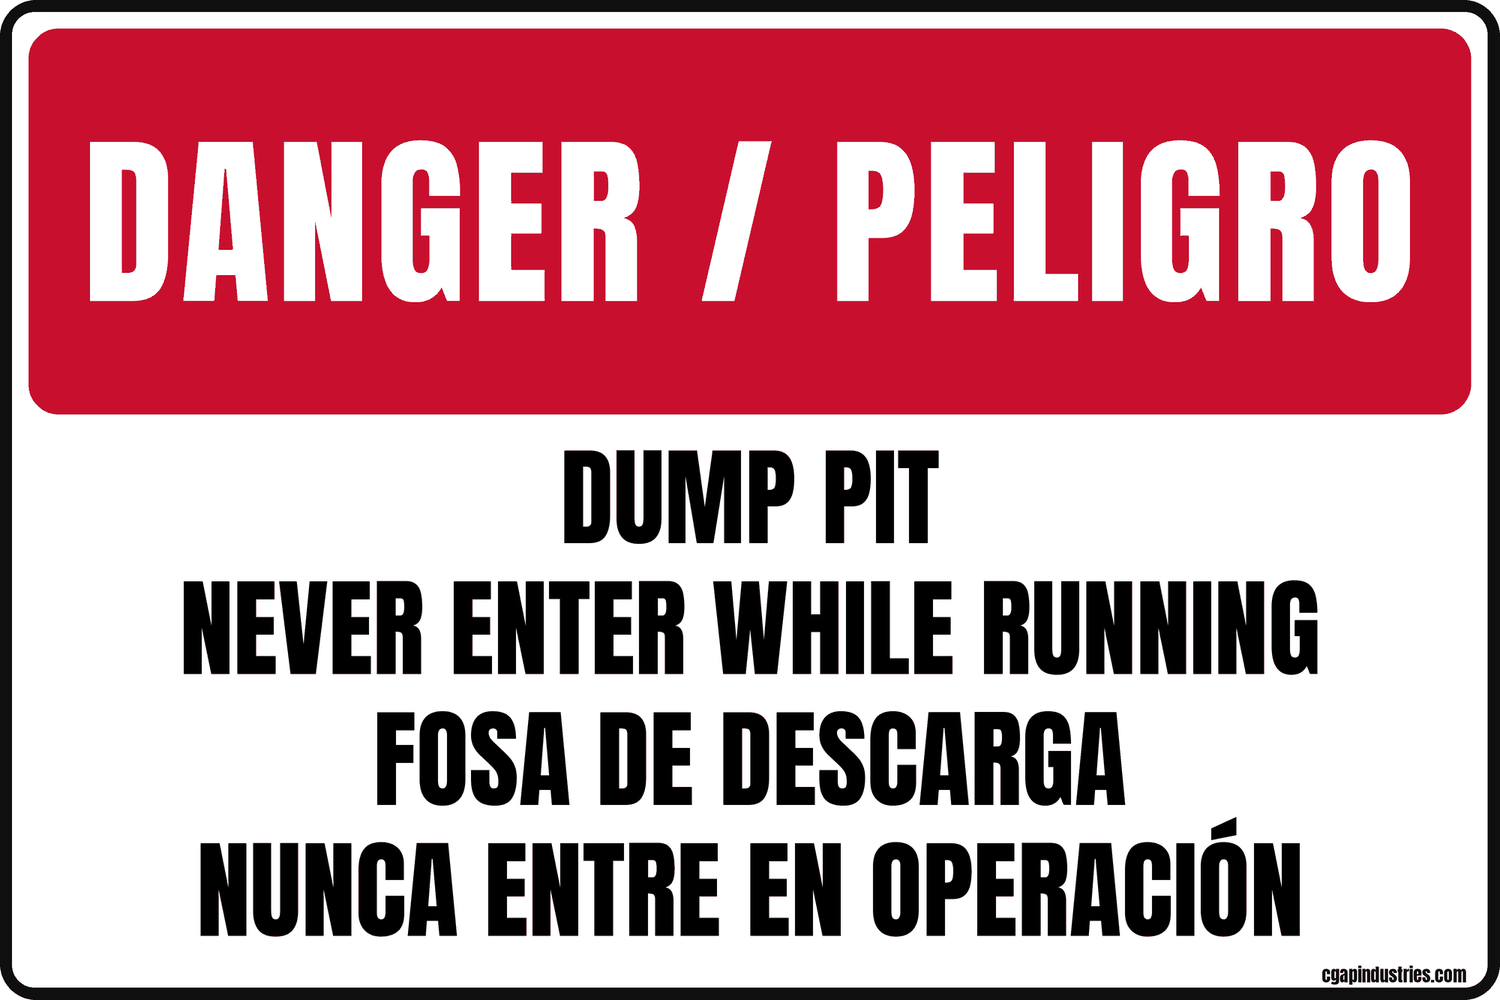 DANGER / PELIGRO
DUMP PIT
NEVER ENTER WHILE RUNNING
FOSA DE DESCARGA
NUNCA ENTRE EN OPERACIÓN
cgapindustries.com